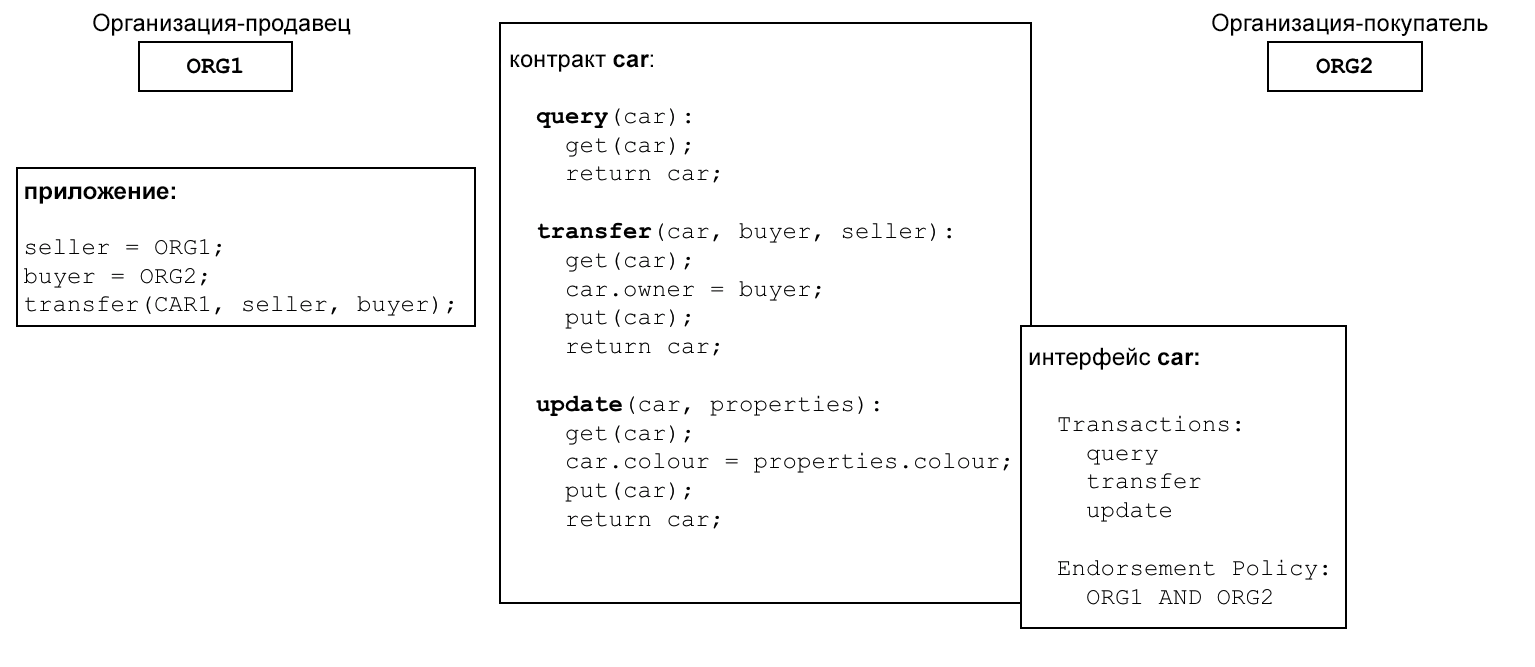 Организация-продавец
ORG1
Организация-покупатель
ORG2
приложение:
seller = ORG1;
buyer = ORG2;
transfer(CAR1, seller, buyer);
контракт car:
query(car):
get(car);
return car;
transfer(car, buyer, seller):
get(car);
car.owner = buyer;
put(car);
return car;
update(car, properties):
get(car);
car.colour = properties.colour;
put(car);
return car;
интерфейс car:
Transactions:
query
transfer
update
Endorsement Policy:
ORG1 AND ORG2